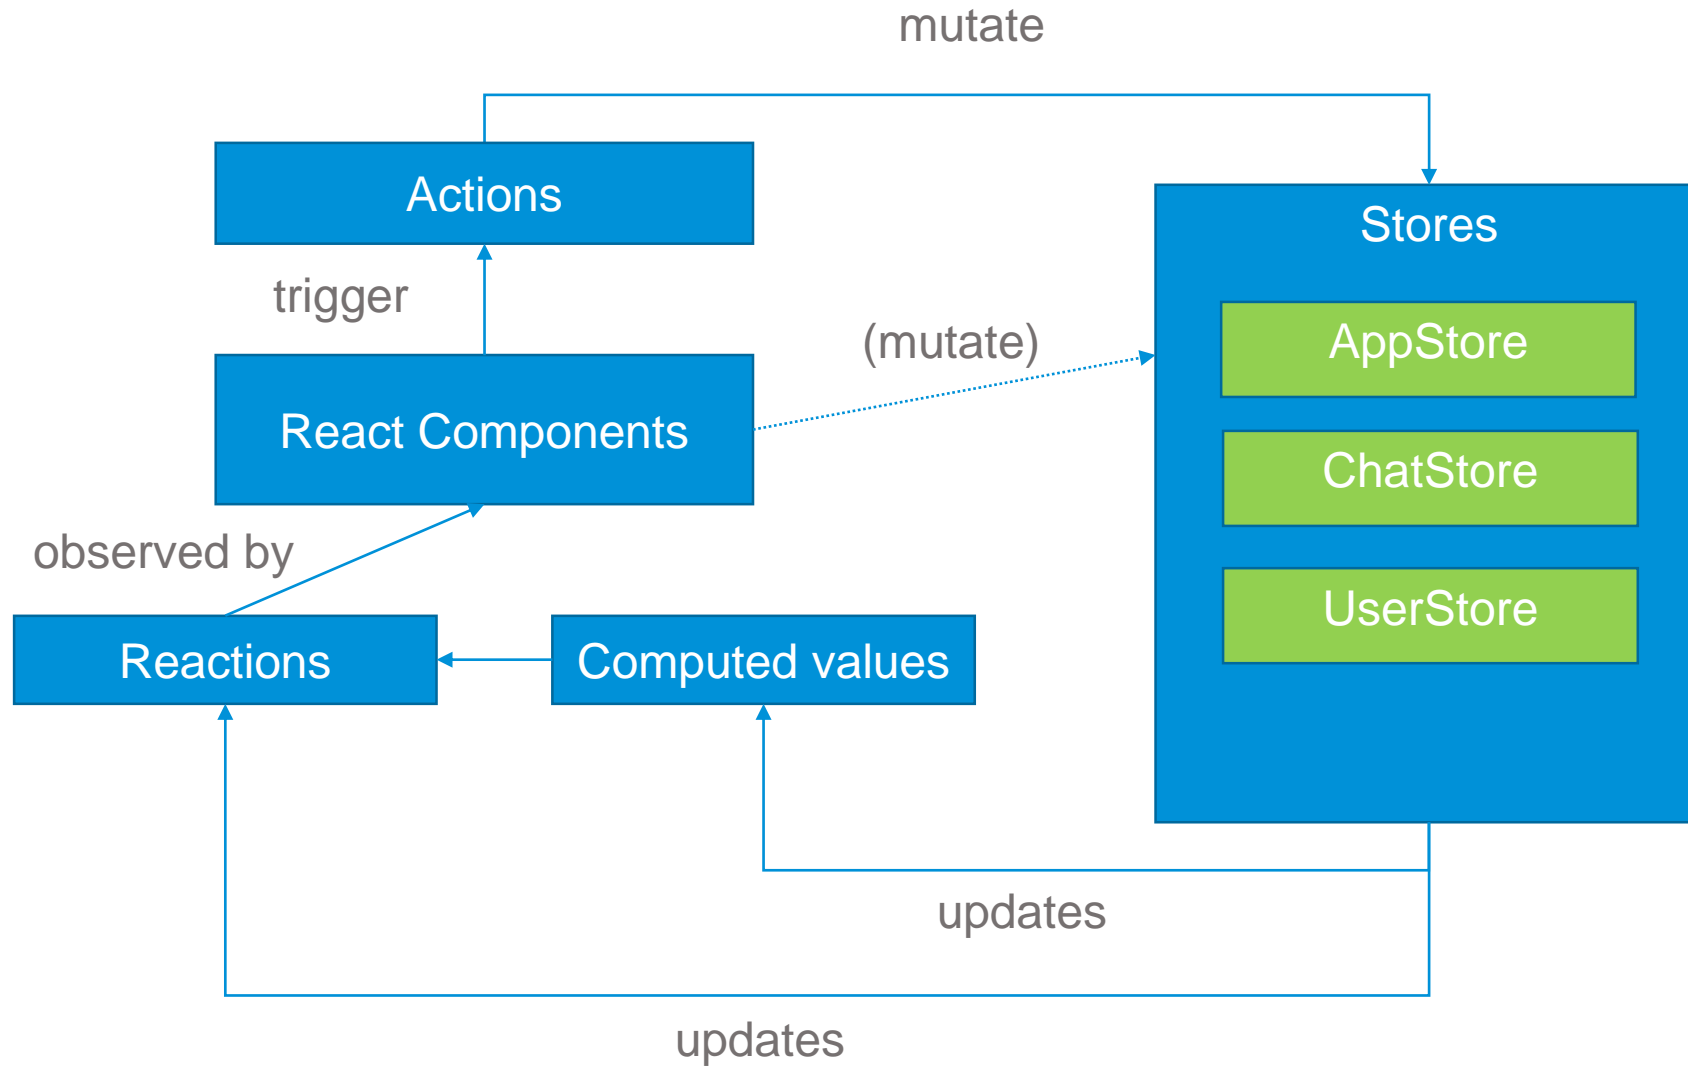 mutate
Actions
Stores
trigger
(mutate)
AppStore
React Components
ChatStore
observed by
UserStore
Reactions
Computed values
updates
updates